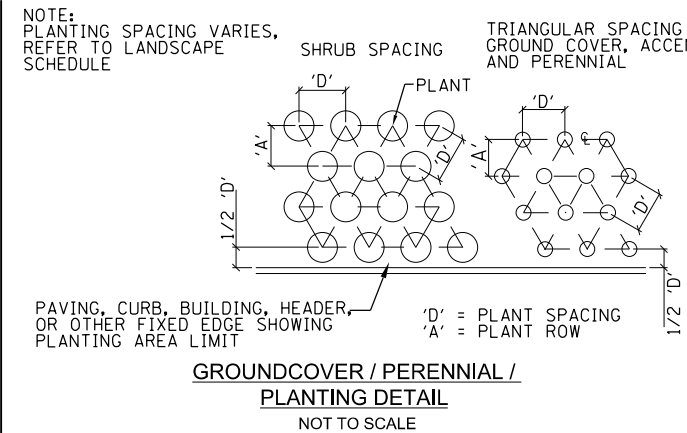 NOTE:
PLANTING SPACING VARIES,
REFER TO LANDSCAPE
SCHEDULE
SHRUB SPACING
TRIANGULAR SPACING
GROUND COVER, ACCE
AND PERENNIAL
'D'
PLANT
'A'
'D'
1/2 'D'
'D'
℄
'A'
'D'
1/2 'D'
PAVING, CURB, BUILDING, HEADER,
OR OTHER FIXED EDGE SHOWING
PLANTING AREA LIMIT
'D' = PLANT SPACING
'A' = PLANT ROW
GROUNDCOVER / PERENNIAL /
PLANTING DETAIL
NOT TO SCALE